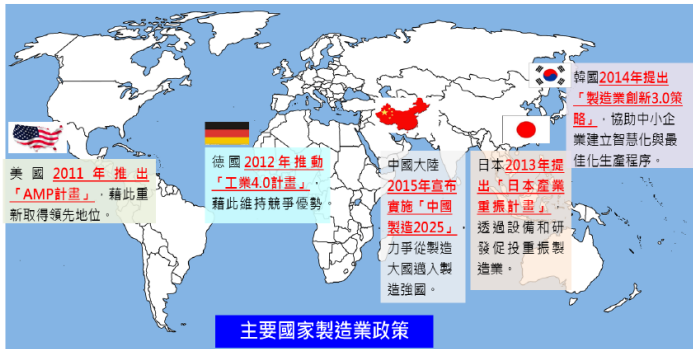 韓國2014年提出
「製造業創新3.0策
略」，協助中小企
業建立智慧化與最
佳化生產程序。
美國2011年推出
「AMP計畫」，藉此重
新取得領先地位。
德國2012年推動
「工業4.0計畫」，
藉此維持競爭優勢。
中國大陸
2015年宣布
實施「中國
製造2025」，
力爭從製造
大國邁入製
造強國。
日本2013年提
出「日本產業
重振計畫」，
透過設備和研
發促投重振製
造業。
主要國家製造業政策